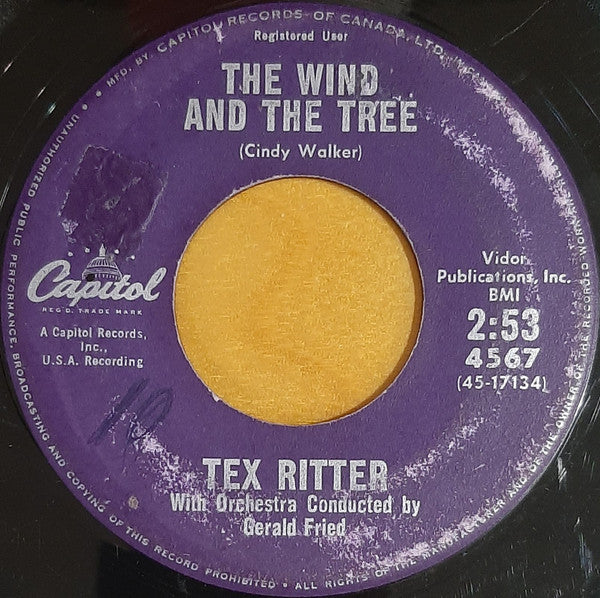 MFD. BY CAPITOL RECORDS OF CANADA, LTD.
Registered User
THE WIND
AND THE TREE
(Cindy Walker)
Capitol
REG'D. TRADE MARK
A Capitol Records,
Inc.,
U.S.A. Recording
Vidor
Publications, Inc.
BMI
2:53
4567
(45-17134)
TEX RITTER
With Orchestra Conducted by
Gerald Fried
UNAUTHORIZED PUBLIC PERFORMANCE, BROADCASTING AND COPYING OF THIS RECORD PROHIBITED • ALL RIGHTS OF THE MANUFACTURER AND OF THE OWNER OF THE RECORDED WORK